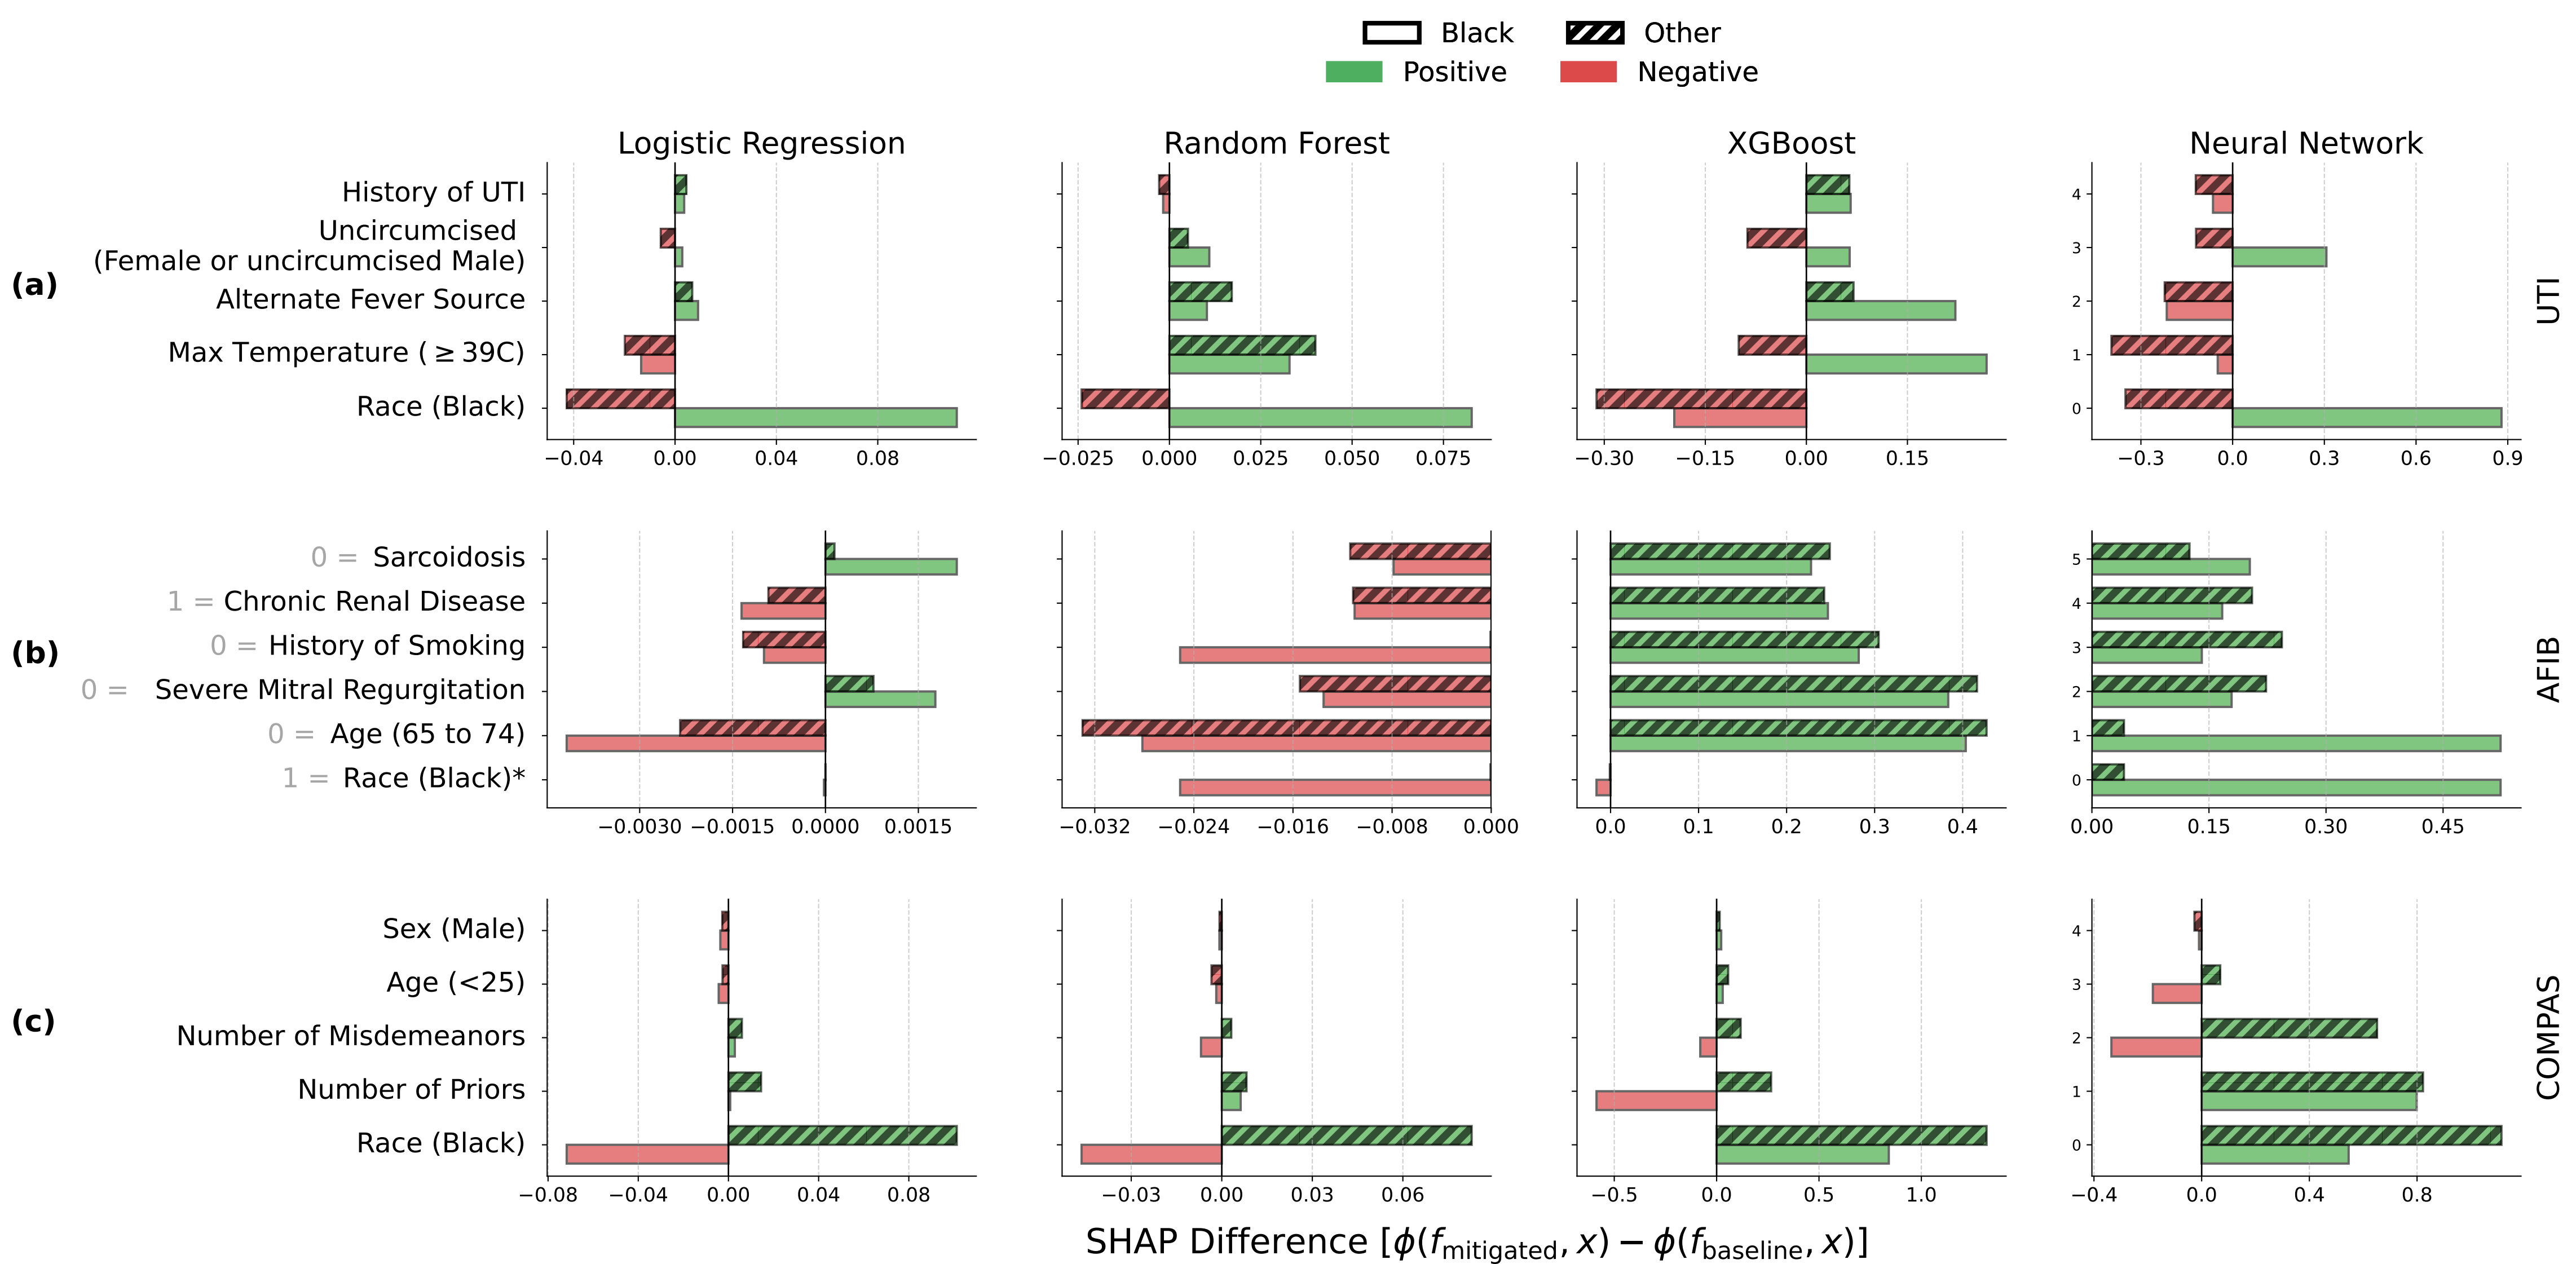 Black Other
Positive Negative
Logistic Regression Random Forest XGBoost Neural Network
(a)
History of UTI
Uncircumcised
(Female or uncircumcised Male)
Alternate Fever Source
Max Temperature (≥39C)
Race (Black)
4
3
2
1
0
UTI
−0.04 0.00 0.04 0.08
−0.025 0.000 0.025 0.050 0.075
−0.30 −0.15 0.00 0.15
−0.3 0.0 0.3 0.6 0.9
(b)
0 = Sarcoidosis
1 = Chronic Renal Disease
0 = History of Smoking
0 = Severe Mitral Regurgitation
0 = Age (65 to 74)
1 = Race (Black)*
5
4
3
2
1
0
AFIB
−0.0030 −0.0015 0.0000 0.0015
−0.032 −0.024 −0.016 −0.008 0.000
0.0 0.1 0.2 0.3 0.4
0.00 0.15 0.30 0.45
(c)
Sex (Male)
Age (<25)
Number of Misdemeanors
Number of Priors
Race (Black)
4
3
2
1
0
COMPAS
−0.08 −0.04 0.00 0.04 0.08
−0.03 0.00 0.03 0.06
−0.5 0.0 0.5 1.0
−0.4 0.0 0.4 0.8
SHAP Difference [ϕ(f_mitigated, x) − ϕ(f_baseline, x)]